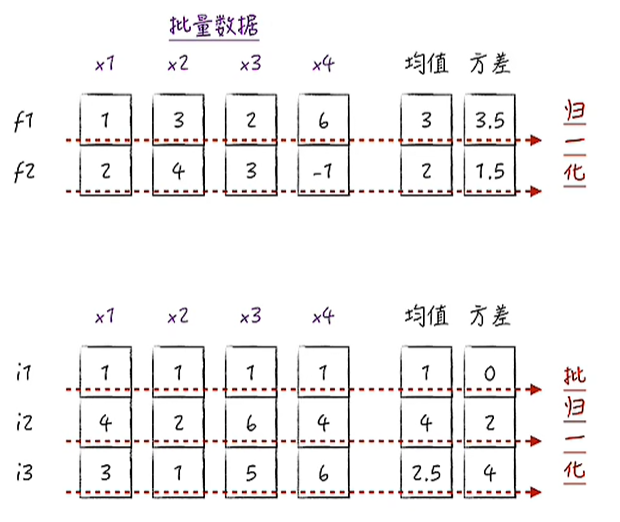 批量数据
x1 x2 x3 x4 均值 方差
f1 1 3 2 6 3 3.5
f2 2 4 3 -1 2 1.5
归一化
x1 x2 x3 x4 均值 方差
i1 1 1 1 1 1 0
i2 4 2 6 4 4 2
i3 3 1 5 6 2.5 4
批归一化